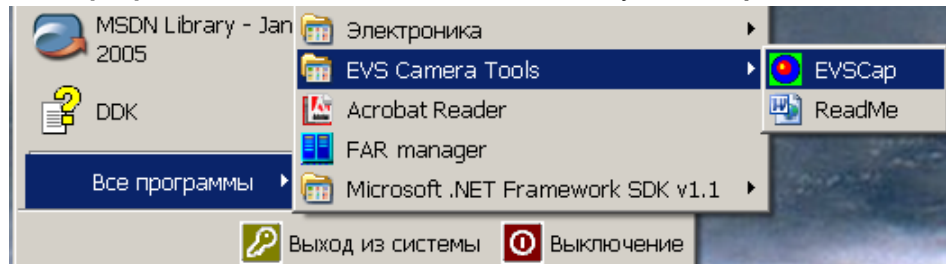 MSDN Library - Jan
2005
DDK
Все программы
Электроника
EVS Camera Tools
Acrobat Reader
FAR manager
Microsoft .NET Framework SDK v1.1
EVSCap
ReadMe
Выход из системы
Выключение